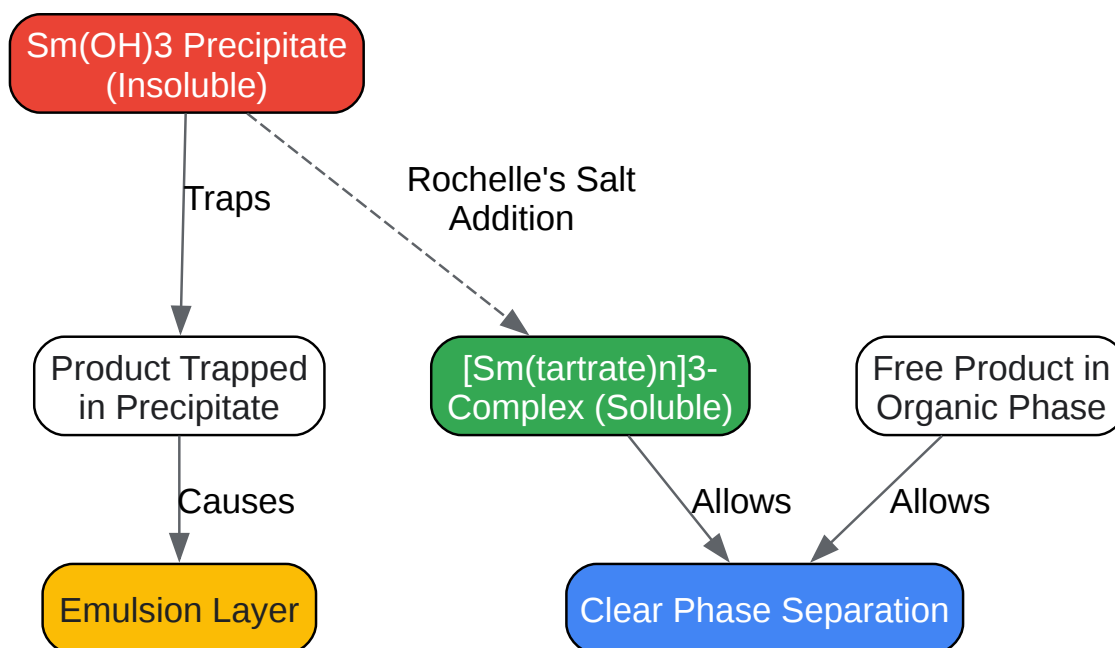 Sm(OH)3 Precipitate
(Insoluble)
Traps
Rochelle's Salt
Addition
Product Trapped
in Precipitate
[Sm(tartrate)n]3-
Complex (Soluble)
Free Product in
Organic Phase
Causes
Allows
Allows
Emulsion Layer
Clear Phase Separation